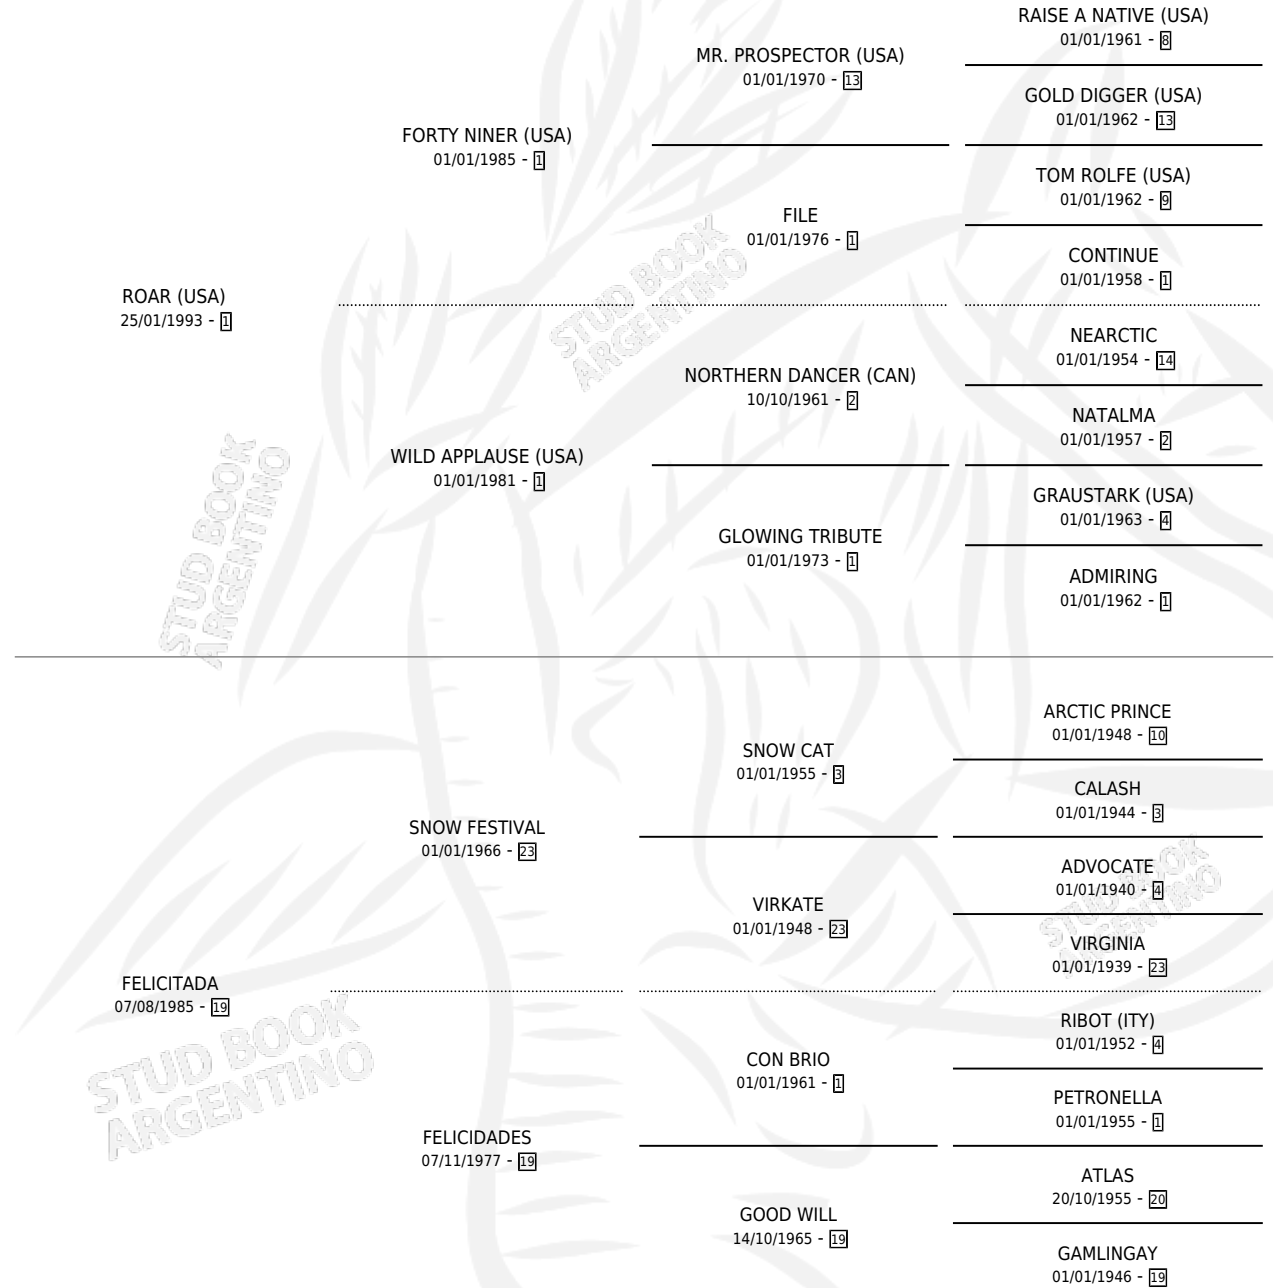 RAISE A NATIVE (USA)
01/01/1961 - 8
MR. PROSPECTOR (USA)
01/01/1970 - 13
GOLD DIGGER (USA)
01/01/1962 - 13
FORTY NINER (USA)
01/01/1985 - 1
TOM ROLFE (USA)
01/01/1962 - 9
FILE
01/01/1976 - 1
CONTINUE
01/01/1958 - 1
ROAR (USA)
25/01/1993 - 1
STUD BOOK
ARGENTINO
NEARCTIC
01/01/1954 - 14
NORTHERN DANCER (CAN)
10/10/1961 - 2
NATALMA
01/01/1957 - 2
WILD APPLAUSE (USA)
01/01/1981 - 1
GRAUSTARK (USA)
01/01/1963 - 4
GLOWING TRIBUTE
01/01/1973 - 1
ADMIRING
01/01/1962 - 1
STUD BOOK
ARGENTINO
ARCTIC PRINCE
01/01/1948 - 10
SNOW CAT
01/01/1955 - 3
CALASH
01/01/1944 - 3
SNOW FESTIVAL
01/01/1966 - 23
ADVOCATE
01/01/1940 - 4
VIRKATE
01/01/1948 - 23
VIRGINIA
01/01/1939 - 23
STUD BOOK
ARGENTINO
FELICITADA
07/08/1985 - 19
RIBOT (ITY)
01/01/1952 - 4
CON BRIO
01/01/1961 - 1
PETRONELLA
01/01/1955 - 1
STUD BOOK
ARGENTINO
FELICIDADES
07/11/1977 - 19
ATLAS
20/10/1955 - 20
GOOD WILL
14/10/1965 - 19
GAMLINGAY
01/01/1946 - 19